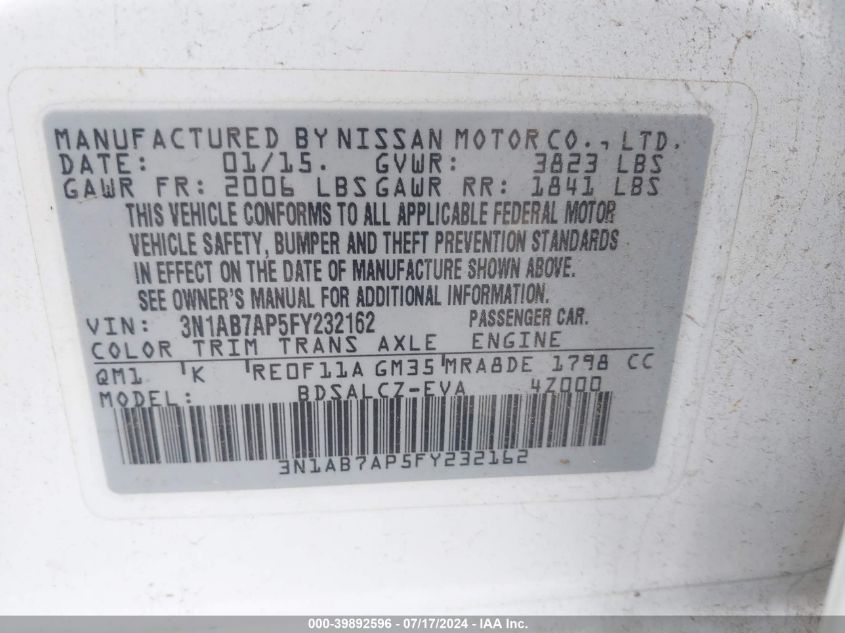 MANUFACTURED BY NISSAN MOTOR CO., LTD.
DATE: 01/15. GVWR: 3823 LBS
GAWR FR: 2006 LBS GAWR RR: 1841 LBS
THIS VEHICLE CONFORMS TO ALL APPLICABLE FEDERAL MOTOR
VEHICLE SAFETY, BUMPER AND THEFT PREVENTION STANDARDS
IN EFFECT ON THE DATE OF MANUFACTURE SHOWN ABOVE.
SEE OWNER'S MANUAL FOR ADDITIONAL INFORMATION.
VIN: 3N1AB7AP5FY232162 PASSENGER CAR.
COLOR TRIM TRANS AXLE ENGINE
QM1 'K 'RE0F11A GM35 'MRA8DE 1798 CC
MODEL: BDSALCZ-EVA 4Z000
3N1AB7AP5FY232162
000-39892596 - 07/17/2024 - IAA Inc.